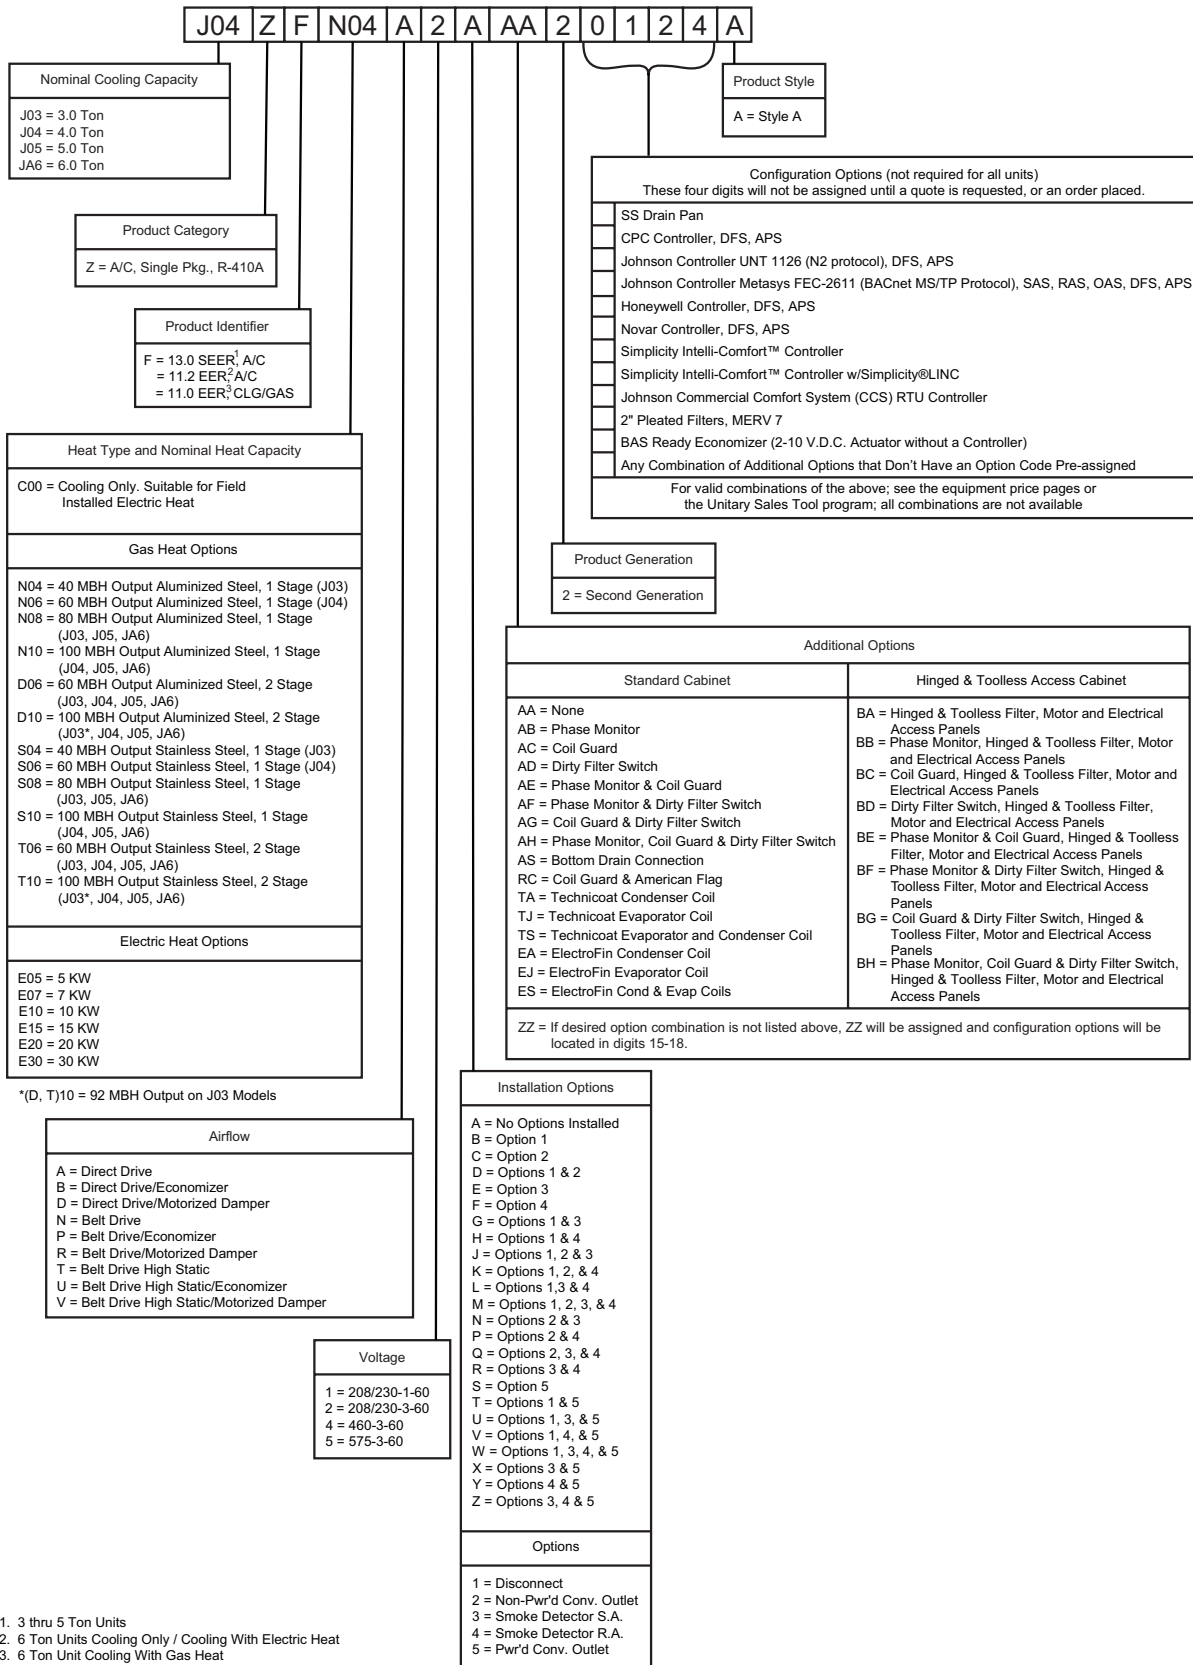 J04 Z F N04 A 2 A AA 2 0 1 2 4 A
Nominal Cooling Capacity
J03 = 3.0 Ton
J04 = 4.0 Ton
J05 = 5.0 Ton
JA6 = 6.0 Ton
Product Category
Z = A/C, Single Pkg., R-410A
Product Identifier
F = 13.0 SEER,1 A/C
= 11.2 EER,2 A/C
= 11.0 EER,3 CLG/GAS
Heat Type and Nominal Heat Capacity
C00 = Cooling Only. Suitable for Field
Installed Electric Heat
Gas Heat Options
N04 = 40 MBH Output Aluminized Steel, 1 Stage (J03)
N06 = 60 MBH Output Aluminized Steel, 1 Stage (J04)
N08 = 80 MBH Output Aluminized Steel, 1 Stage
(J03, J05, JA6)
N10 = 100 MBH Output Aluminized Steel, 1 Stage
(J04, J05, JA6)
D06 = 60 MBH Output Aluminized Steel, 2 Stage
(J03, J04, J05, JA6)
D10 = 100 MBH Output Aluminized Steel, 2 Stage
(J03*, J04, J05, JA6)
S04 = 40 MBH Output Stainless Steel, 1 Stage (J03)
S06 = 60 MBH Output Stainless Steel, 1 Stage (J04)
S08 = 80 MBH Output Stainless Steel, 1 Stage
(J03, J05, JA6)
S10 = 100 MBH Output Stainless Steel, 1 Stage
(J04, J05, JA6)
T06 = 60 MBH Output Stainless Steel, 2 Stage
(J03, J04, J05, JA6)
T10 = 100 MBH Output Stainless Steel, 2 Stage
(J03*, J04, J05, JA6)
Electric Heat Options
E05 = 5 KW
E07 = 7 KW
E10 = 10 KW
E15 = 15 KW
E20 = 20 KW
E30 = 30 KW
*(D, T)10 = 92 MBH Output on J03 Models
Airflow
A = Direct Drive
B = Direct Drive/Economizer
D = Direct Drive/Motorized Damper
N = Belt Drive
P = Belt Drive/Economizer
R = Belt Drive/Motorized Damper
T = Belt Drive High Static
U = Belt Drive High Static/Economizer
V = Belt Drive High Static/Motorized Damper
Voltage
1 = 208/230-1-60
2 = 208/230-3-60
4 = 460-3-60
5 = 575-3-60
Installation Options
A = No Options Installed
B = Option 1
C = Option 2
D = Options 1 & 2
E = Option 3
F = Option 4
G = Options 1 & 3
H = Options 1 & 4
J = Options 1, 2 & 3
K = Options 1, 2, & 4
L = Options 1,3 & 4
M = Options 1, 2, 3, & 4
N = Options 2 & 3
P = Options 2 & 4
Q = Options 2, 3, & 4
R = Options 3 & 4
S = Option 5
T = Options 1 & 5
U = Options 1, 3, & 5
V = Options 1, 4, & 5
W = Options 1, 3, 4, & 5
X = Options 3 & 5
Y = Options 4 & 5
Z = Options 3, 4 & 5
Options
1 = Disconnect
2 = Non-Pwr'd Conv. Outlet
3 = Smoke Detector S.A.
4 = Smoke Detector R.A.
5 = Pwr'd Conv. Outlet
Additional Options
Standard Cabinet
AA = None
AB = Phase Monitor
AC = Coil Guard
AD = Dirty Filter Switch
AE = Phase Monitor & Coil Guard
AF = Phase Monitor & Dirty Filter Switch
AG = Coil Guard & Dirty Filter Switch
AH = Phase Monitor, Coil Guard & Dirty Filter Switch
AS = Bottom Drain Connection
RC = Coil Guard & American Flag
TA = Technicoat Condenser Coil
TJ = Technicoat Evaporator Coil
TS = Technicoat Evaporator and Condenser Coil
EA = ElectroFin Condenser Coil
EJ = ElectroFin Evaporator Coil
ES = ElectroFin Cond & Evap Coils
Hinged & Toolless Access Cabinet
BA = Hinged & Toolless Filter, Motor and Electrical
Access Panels
BB = Phase Monitor, Hinged & Toolless Filter, Motor
and Electrical Access Panels
BC = Coil Guard, Hinged & Toolless Filter, Motor and
Electrical Access Panels
BD = Dirty Filter Switch, Hinged & Toolless Filter,
Motor and Electrical Access Panels
BE = Phase Monitor & Coil Guard, Hinged & Toolless
Filter, Motor and Electrical Access Panels
BF = Phase Monitor & Dirty Filter Switch, Hinged &
Toolless Filter, Motor and Electrical Access
Panels
BG = Coil Guard & Dirty Filter Switch, Hinged &
Toolless Filter, Motor and Electrical Access
Panels
BH = Phase Monitor, Coil Guard & Dirty Filter Switch,
Hinged & Toolless Filter, Motor and Electrical
Access Panels
ZZ = If desired option combination is not listed above, ZZ will be assigned and configuration options will be
located in digits 15-18.
Product Generation
2 = Second Generation
Configuration Options (not required for all units)
These four digits will not be assigned until a quote is requested, or an order placed.
SS Drain Pan
CPC Controller, DFS, APS
Johnson Controller UNT 1126 (N2 protocol), DFS, APS
Johnson Controller Metasys FEC-2611 (BACnet MS/TP Protocol), SAS, RAS, OAS, DFS, APS
Honeywell Controller, DFS, APS
Novar Controller, DFS, APS
Simplicity Intelli-Comfort™ Controller
Simplicity Intelli-Comfort™ Controller w/Simplicity®LINC
Johnson Commercial Comfort System (CCS) RTU Controller
2" Pleated Filters, MERV 7
BAS Ready Economizer (2-10 V.D.C. Actuator without a Controller)
Any Combination of Additional Options that Don't Have an Option Code Pre-assigned
For valid combinations of the above; see the equipment price pages or
the Unitary Sales Tool program; all combinations are not available
Product Style
A = Style A
1. 3 thru 5 Ton Units
2. 6 Ton Units Cooling Only / Cooling With Electric Heat
3. 6 Ton Unit Cooling With Gas Heat